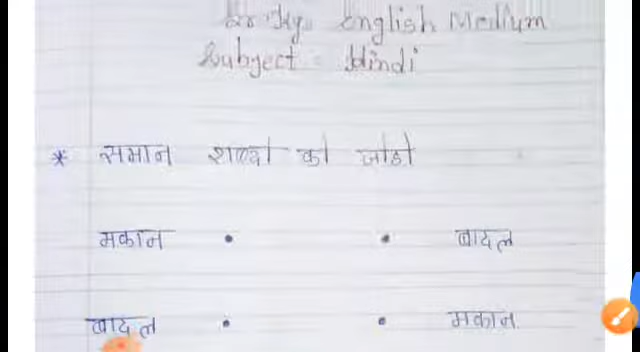 English Medium
Subject : Hindi
* समान शब्दो को जोडो
मकान • • बादल
बादल • • मकान